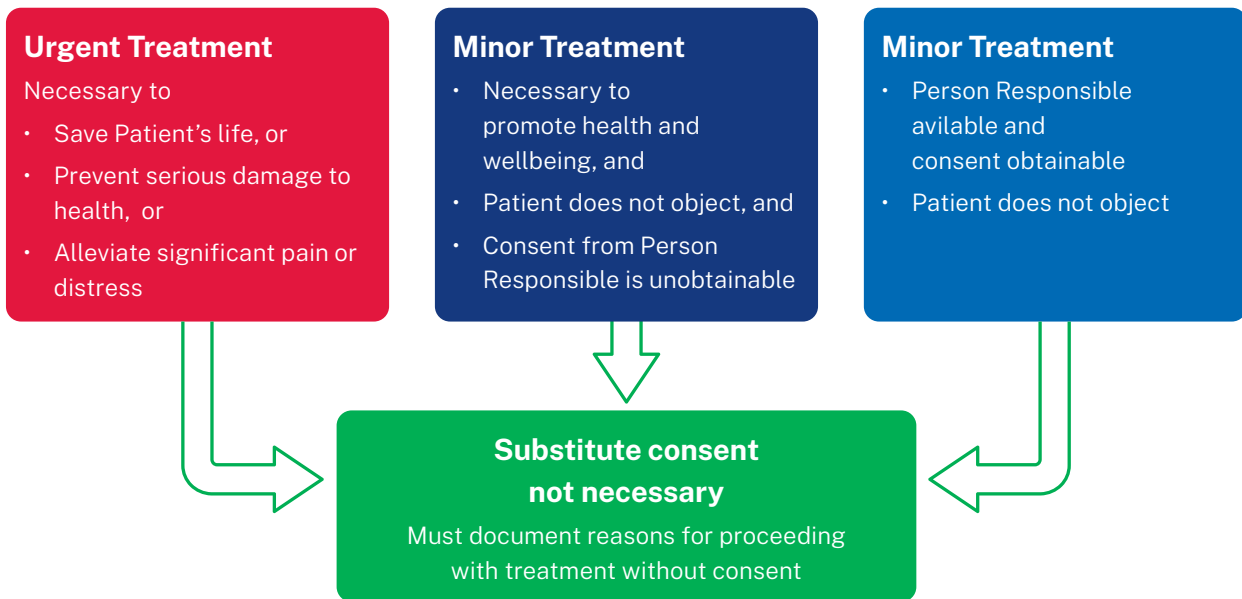 Urgent Treatment
Necessary to
• Save Patient's life, or
• Prevent serious damage to
health, or
• Alleviate significant pain or
distress
Minor Treatment
• Necessary to
promote health and
wellbeing, and
• Patient does not object, and
• Consent from Person
Responsible is unobtainable
Minor Treatment
• Person Responsible
avilable and
consent obtainable
• Patient does not object
Substitute consent
not necessary
Must document reasons for proceeding
with treatment without consent